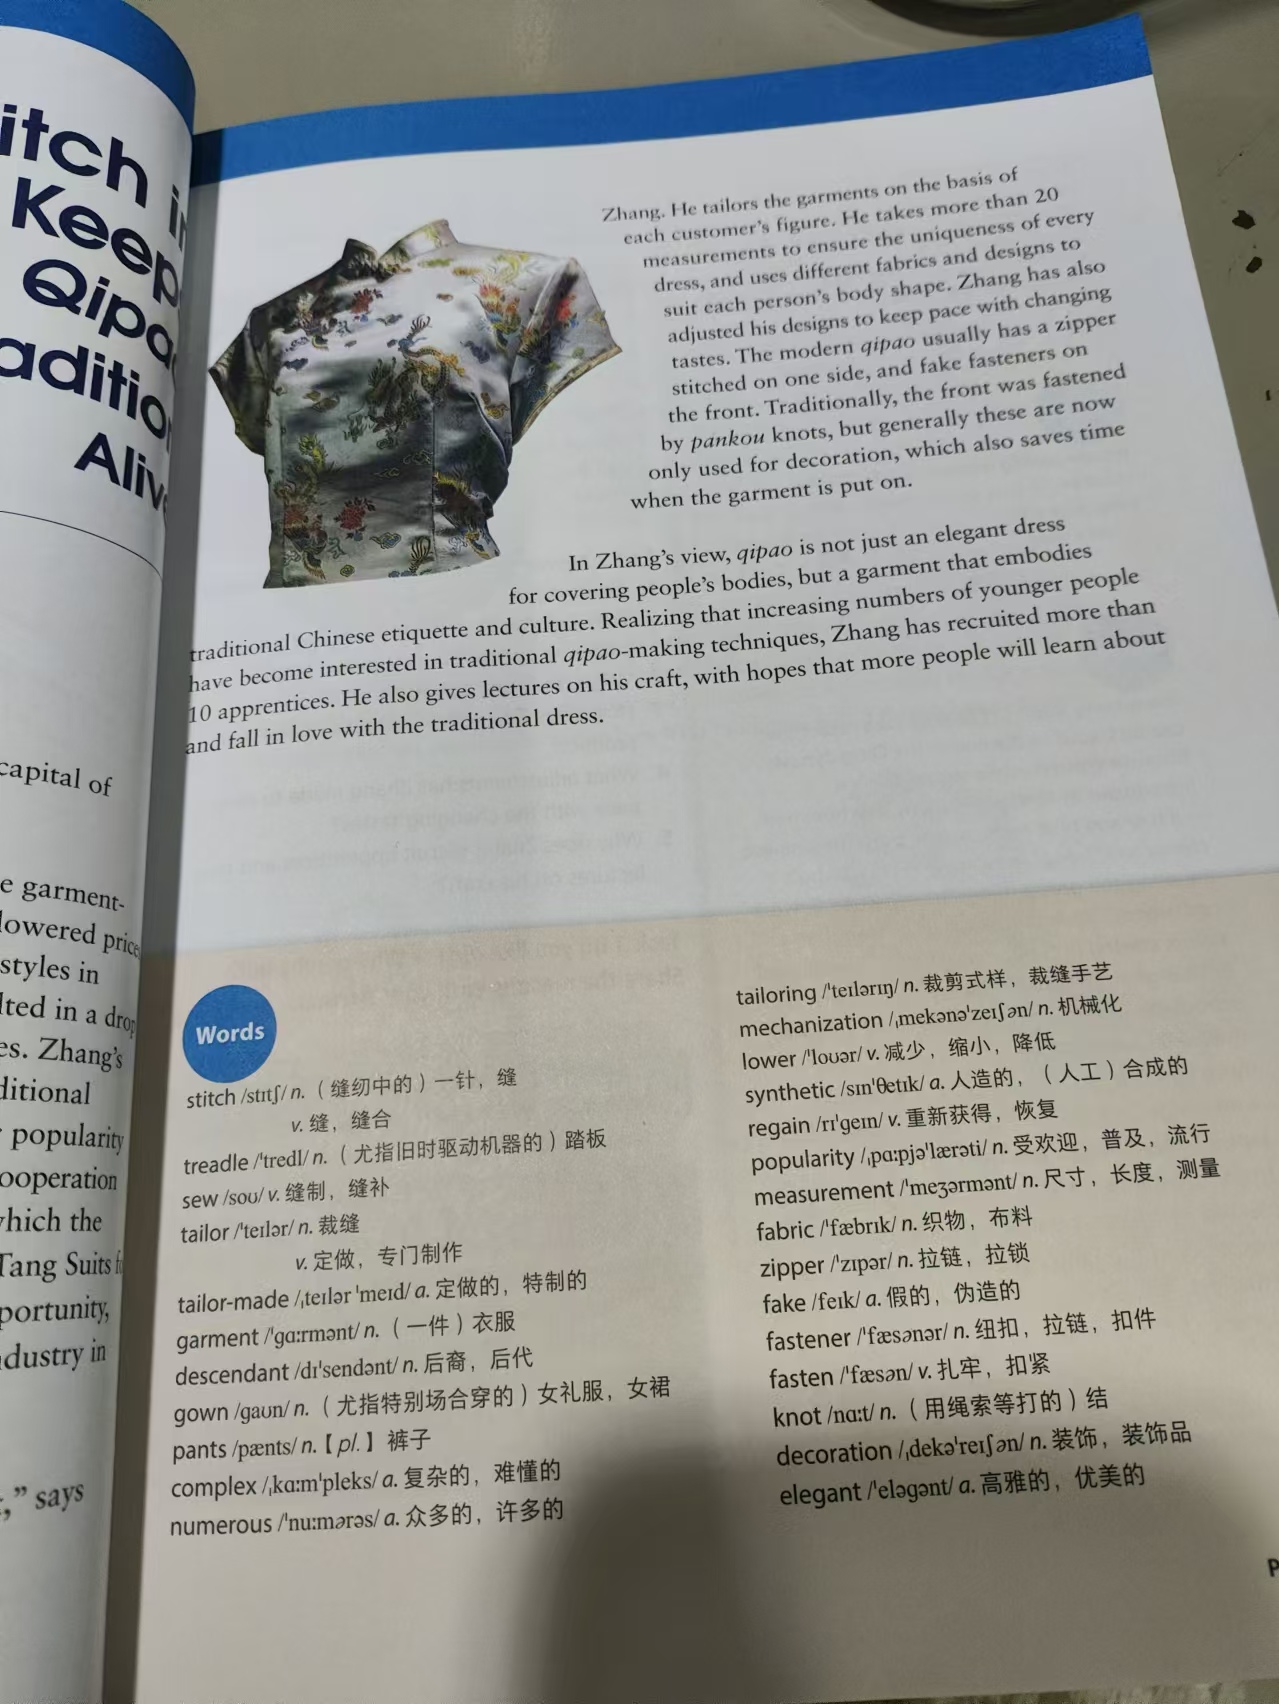 itch in
Keep
Qipa
adition
Aliv
capital of
e garment-
lowered price
styles in
lted in a drop
es. Zhang's
ditional
popularity
ooperation
which the
Tang Suits f
portunity,
ndustry in
," says
Zhang. He tailors the garments on the basis of
each customer's figure. He takes more than 20
measurements to ensure the uniqueness of every
dress, and uses different fabrics and designs to
suit each person's body shape. Zhang has also
adjusted his designs to keep pace with changing
tastes. The modern qipao usually has a zipper
stitched on one side, and fake fasteners on
the front. Traditionally, the front was fastened
by pankou knots, but generally these are now
only used for decoration, which also saves time
when the garment is put on.
In Zhang's view, qipao is not just an elegant dress
for covering people's bodies, but a garment that embodies
traditional Chinese etiquette and culture. Realizing that increasing numbers of younger people
have become interested in traditional qipao-making techniques, Zhang has recruited more than
10 apprentices. He also gives lectures on his craft, with hopes that more people will learn about
and fall in love with the traditional dress.
Words
stitch /stɪtʃ/ n.（缝纫中的）一针，缝
v. 缝，缝合
treadle /ˈtredl/ n.（尤指旧时驱动机器的）踏板
sew /soʊ/ v. 缝制，缝补
tailor /ˈteɪlər/ n. 裁缝
v. 定做，专门制作
tailor-made /ˌteɪlər ˈmeɪd/ a. 定做的，特制的
garment /ˈɡɑːrmənt/ n.（一件）衣服
descendant /dɪˈsendənt/ n. 后裔，后代
gown /ɡaʊn/ n.（尤指特别场合穿的）女礼服，女裙
pants /pænts/ n.【pl.】裤子
complex /ˌkɑːmˈpleks/ a. 复杂的，难懂的
numerous /ˈnuːmərəs/ a. 众多的，许多的
tailoring /ˈteɪlərɪŋ/ n. 裁剪式样，裁缝手艺
mechanization /ˌmekənəˈzeɪʃən/ n. 机械化
lower /ˈloʊər/ v. 减少，缩小，降低
synthetic /sɪnˈθetɪk/ a. 人造的，（人工）合成的
regain /rɪˈɡeɪn/ v. 重新获得，恢复
popularity /ˌpɑːpjəˈlærəti/ n. 受欢迎，普及，流行
measurement /ˈmeʒərmənt/ n. 尺寸，长度，测量
fabric /ˈfæbrɪk/ n. 织物，布料
zipper /ˈzɪpər/ n. 拉链，拉锁
fake /feɪk/ a. 假的，伪造的
fastener /ˈfæsənər/ n. 纽扣，拉链，扣件
fasten /ˈfæsən/ v. 扎牢，扣紧
knot /nɑːt/ n.（用绳索等打的）结
decoration /ˌdekəˈreɪʃən/ n. 装饰，装饰品
elegant /ˈeləɡənt/ a. 高雅的，优美的
P